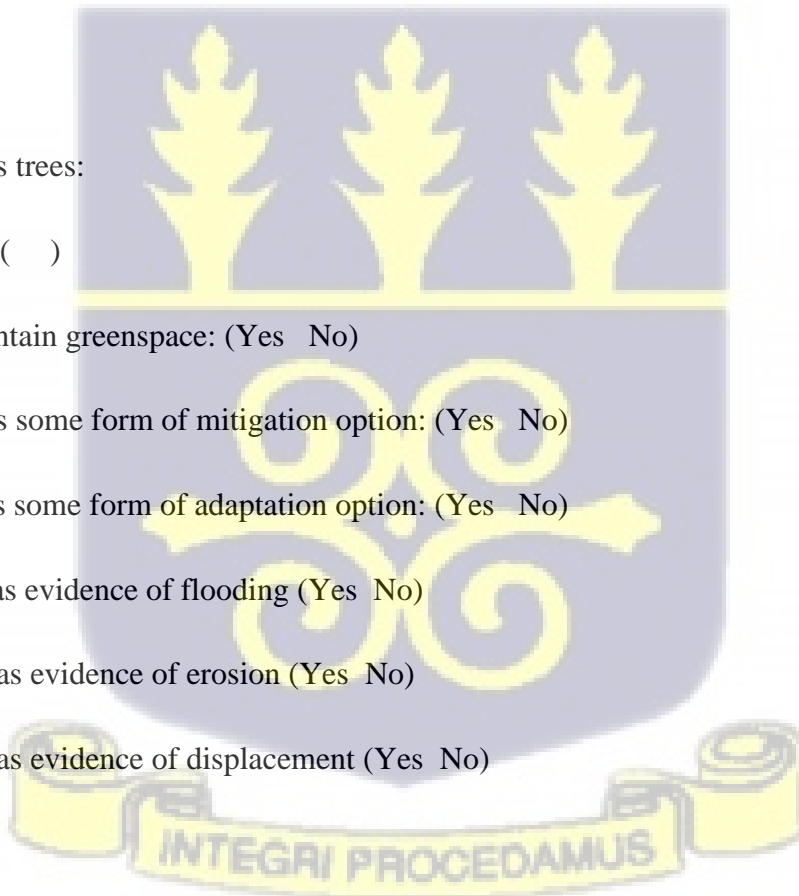 s trees:
( )
ntain greenspace: (Yes No)
s some form of mitigation option: (Yes No)
s some form of adaptation option: (Yes No)
as evidence of flooding (Yes No)
as evidence of erosion (Yes No)
as evidence of displacement (Yes No)
INTEGRI PROCEDAMUS